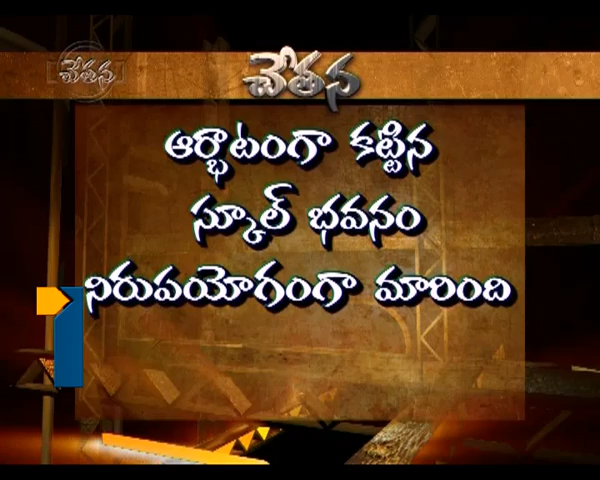 చేతన
చేతన
ఆర్భాటంగా కట్టిన
స్కూల్ భవనం
నిరుపయోగంగా మారింది